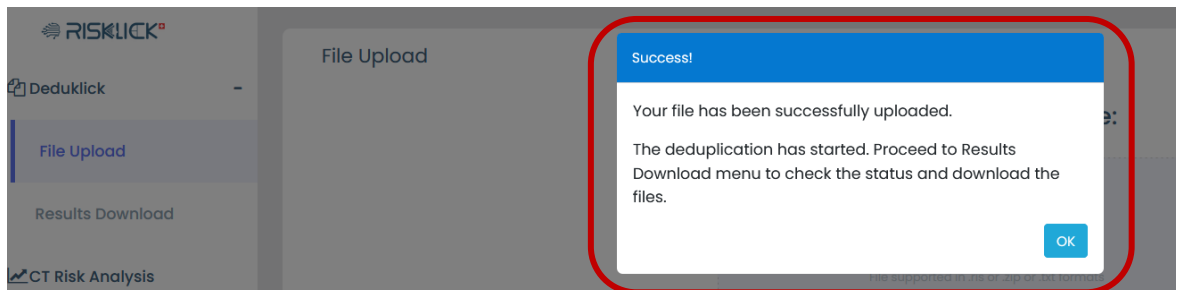 RISKLICK
Deduklick -
File Upload
Results Download
CT Risk Analysis
File Upload
e:
Success!
Your file has been successfully uploaded.
The deduplication has started. Proceed to Results
Download menu to check the status and download the
files.
OK
File supported in .ris or .zip or .txt formats